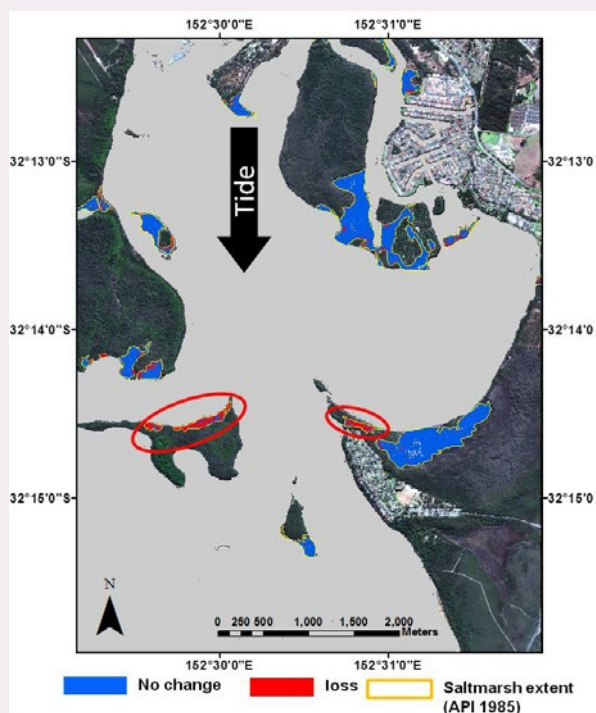 152°30'0"E
152°31'0"E
32°13'0"S
32°13'0"S
Tide
32°14'0"S
32°14'0"S
32°15'0"S
32°16'0"S
N
0 250 500 1,000 1,500 2,000
Meters
152°30'0"E
152°31'0"E
No change
loss
Saltmarsh extent
(API 1985)